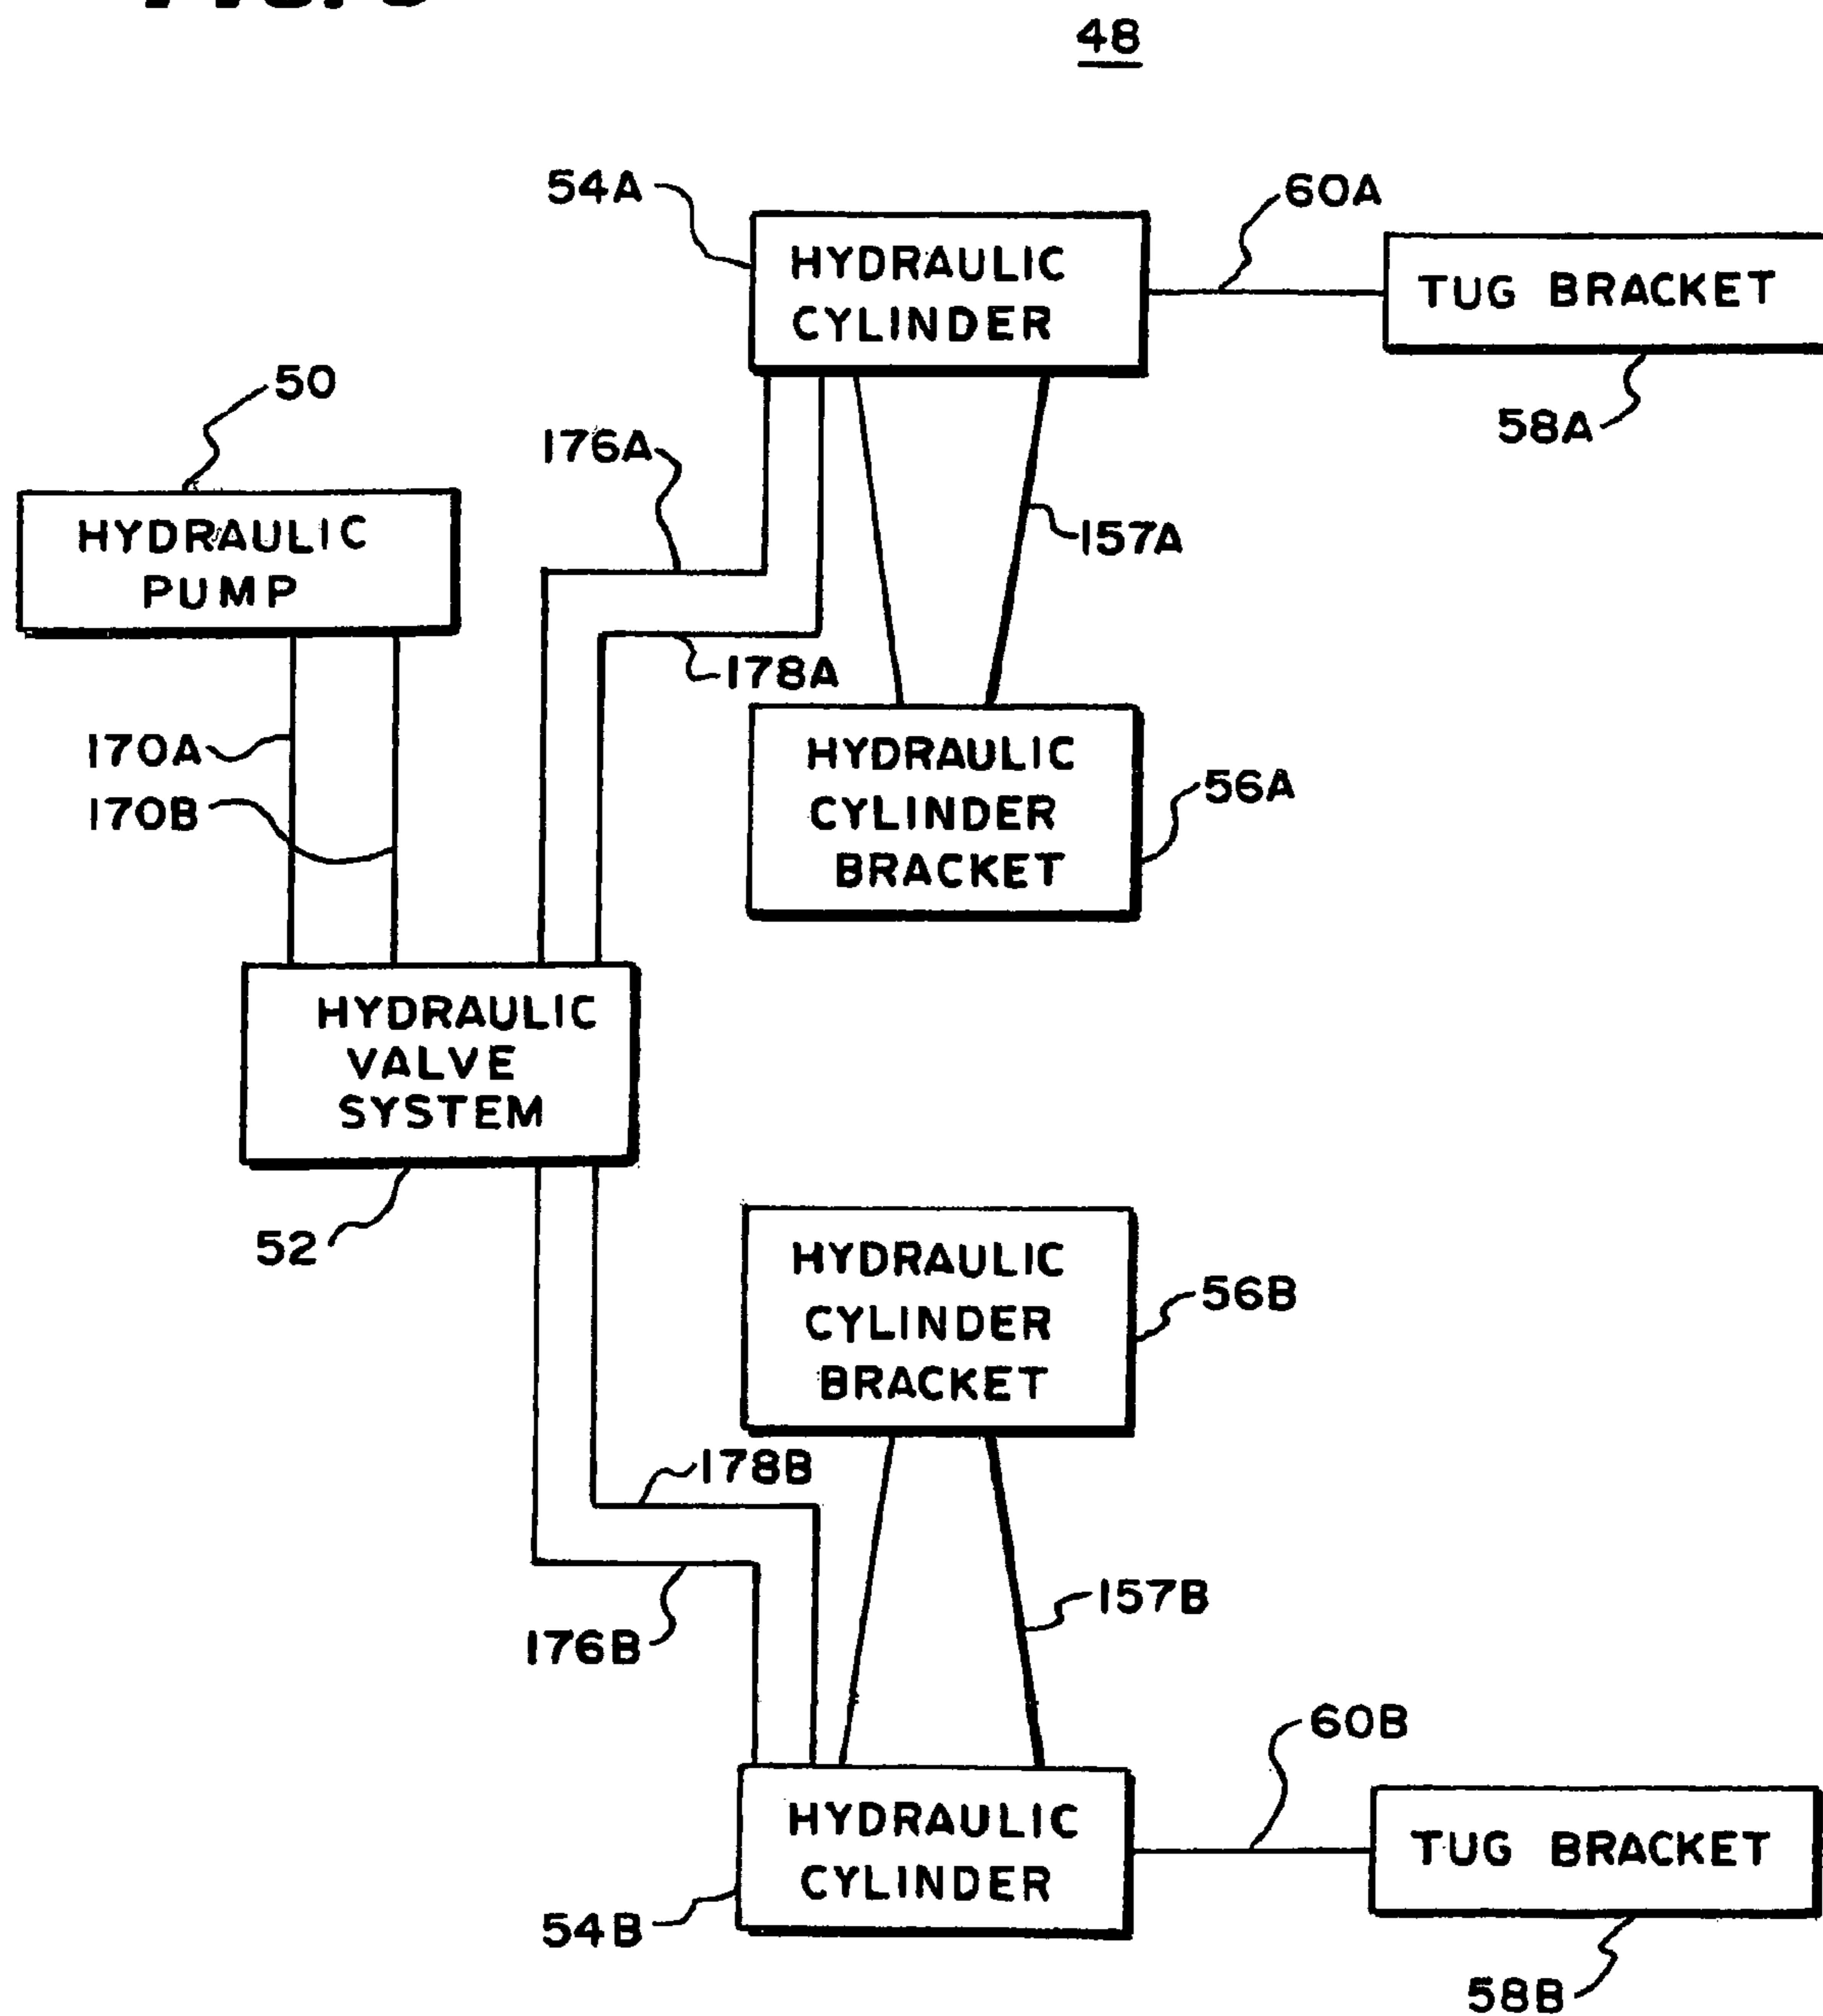 48
54A
HYDRAULIC
CYLINDER
60A
TUG BRACKET
58A
50
HYDRAULIC
PUMP
176A
157A
178A
170A
170B
HYDRAULIC
CYLINDER
BRACKET
56A
HYDRAULIC
VALVE
SYSTEM
52
HYDRAULIC
CYLINDER
BRACKET
56B
178B
176B
157B
60B
HYDRAULIC
CYLINDER
54B
TUG BRACKET
58B